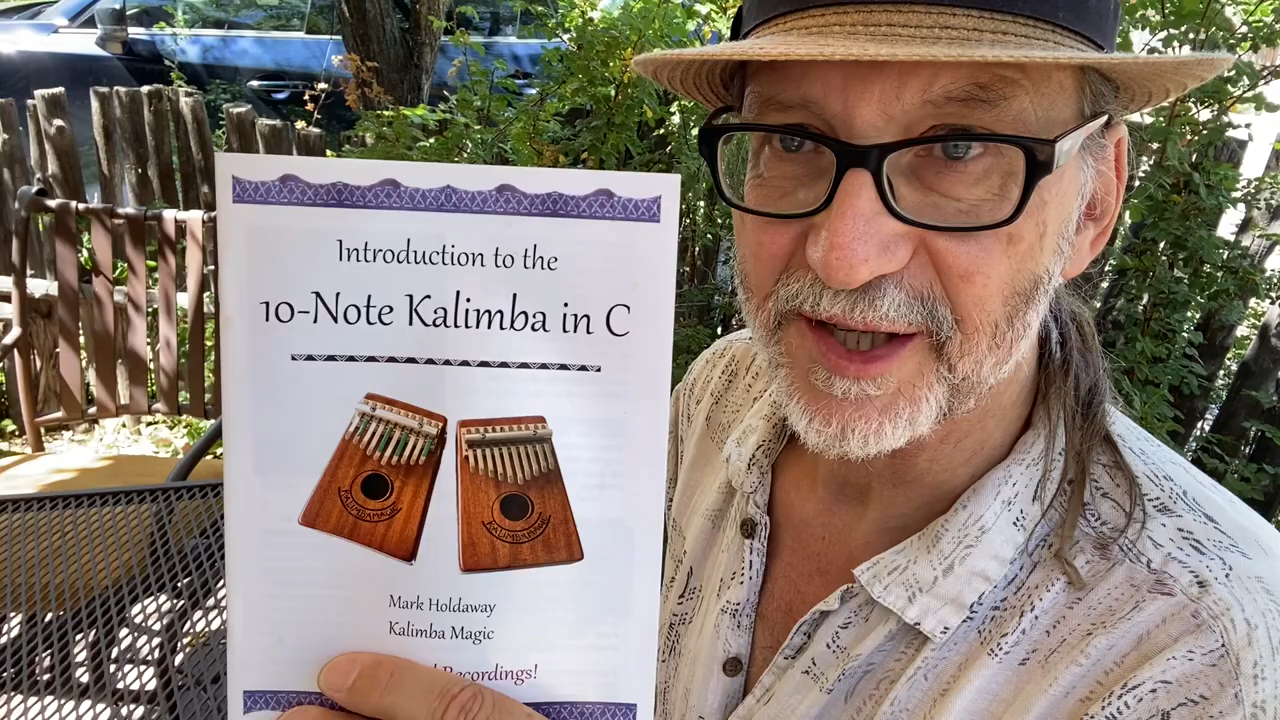 Introduction to the
10-Note Kalimba in C
KALIMBAMAGIC
KALIMBAMAGIC
Mark Holdaway
Kalimba Magic
Recordings!